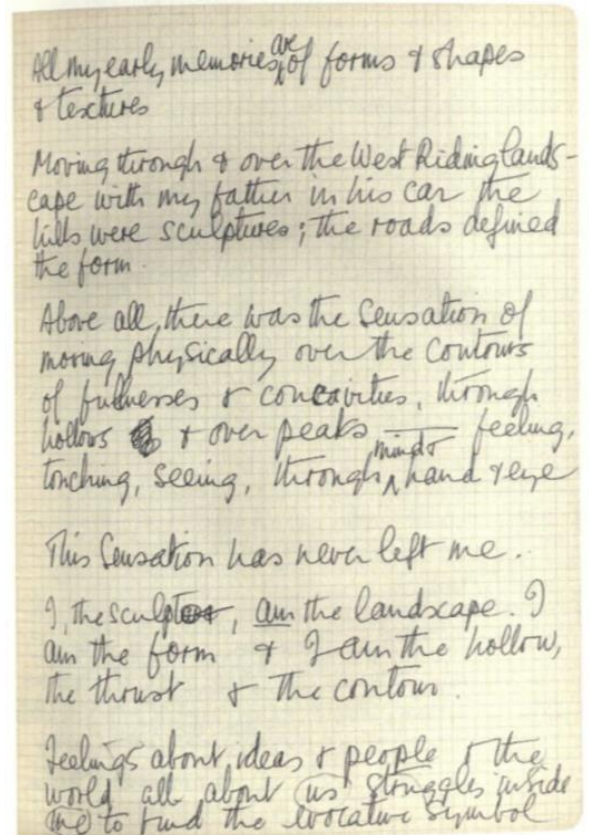 All my early memories are of forms & shapes
& textures
Moving through & over the West Riding lands-
cape with my father in his car the
hills were sculptures; the roads defined
the form.
Above all, there was the sensation of
moving physically over the contours
of fullnesses & concavities, through
hollows & over peaks — feeling,
touching, seeing, through mind & hand & eye
This sensation has never left me.
I, the sculptor, am the landscape. I
am the form & I am the hollow,
the thrust & the contour.
Feelings about ideas & people & the
world all about us struggles inside
me to find the evocative symbol